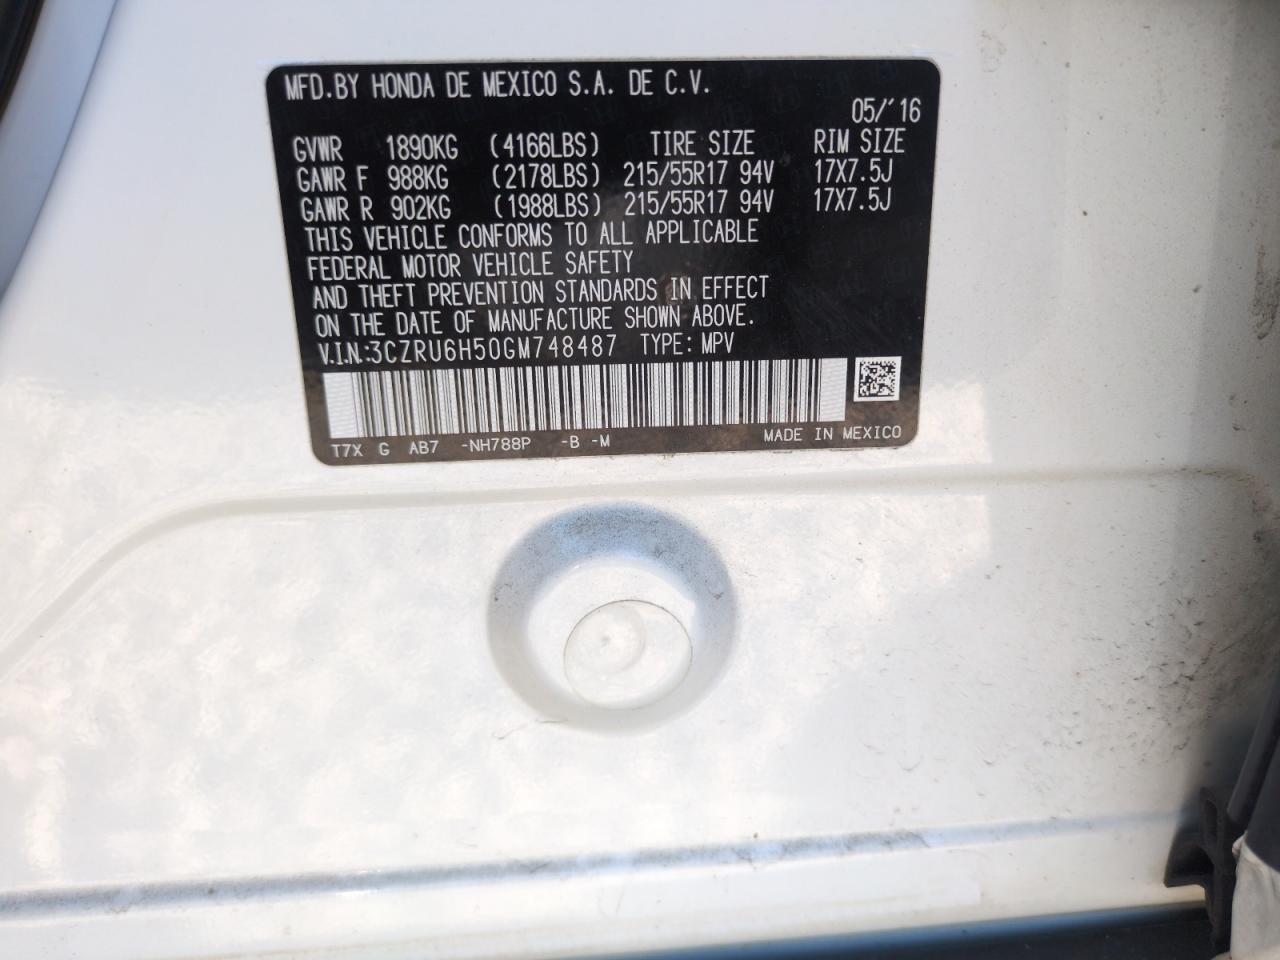 MFD.BY HONDA DE MEXICO S.A. DE C.V.
05/'16
GVWR 1890KG (4166LBS) TIRE SIZE RIM SIZE
GAWR F 988KG (2178LBS) 215/55R17 94V 17X7.5J
GAWR R 902KG (1988LBS) 215/55R17 94V 17X7.5J
THIS VEHICLE CONFORMS TO ALL APPLICABLE
FEDERAL MOTOR VEHICLE SAFETY
AND THEFT PREVENTION STANDARDS IN EFFECT
ON THE DATE OF MANUFACTURE SHOWN ABOVE.
V.I.N.:3CZRU6H50GM748487 TYPE: MPV
T7X G AB7 -NH788P -B -M MADE IN MEXICO